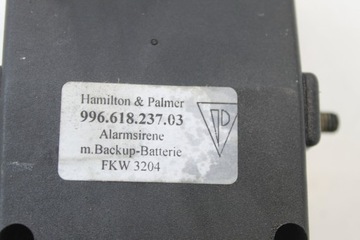 Hamilton & Palmer
996.618.237.03
Alarmsirene
m.Backup-Batterie
FKW 3204